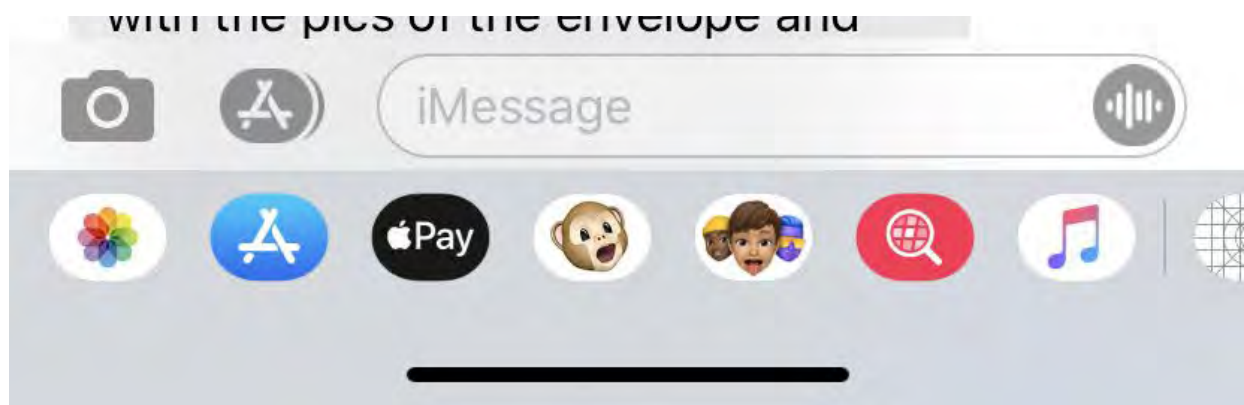 with the pics of the envelope and
iMessage
Pay